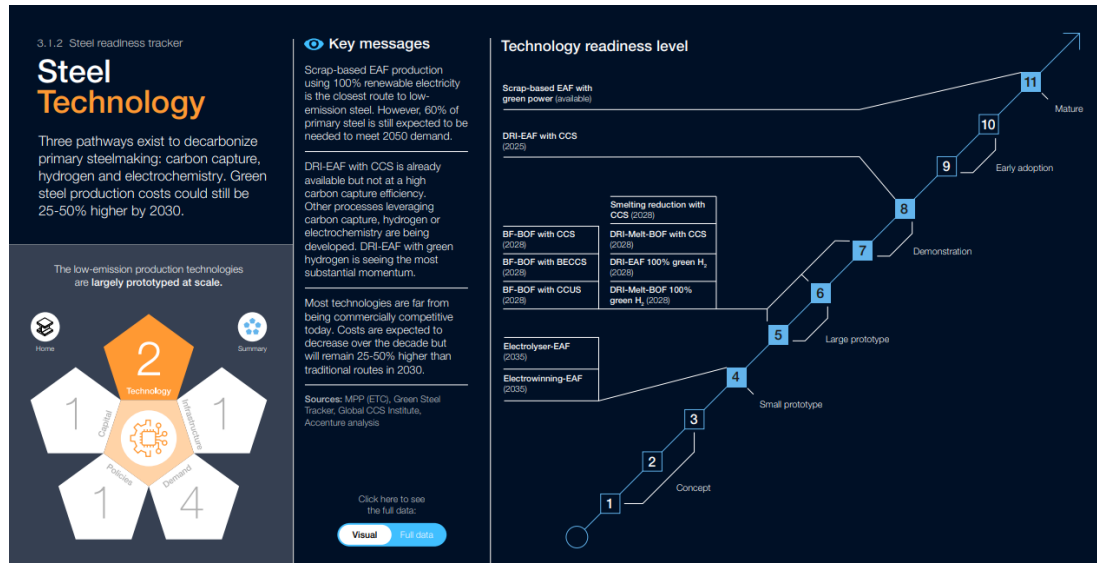 3.1.2 Steel readiness tracker
Steel
Technology
Three pathways exist to decarbonize
primary steelmaking: carbon capture,
hydrogen and electrochemistry. Green
steel production costs could still be
25-50% higher by 2030.
The low-emission production technologies
are largely prototyped at scale.
Home
Summary
2
Technology
1
Capital
1
Infrastructure
1
Policies
4
Demand
Key messages
Scrap-based EAF production
using 100% renewable electricity
is the closest route to low-
emission steel. However, 60% of
primary steel is still expected to be
needed to meet 2050 demand.
DRI-EAF with CCS is already
available but not at a high
carbon capture efficiency.
Other processes leveraging
carbon capture, hydrogen or
electrochemistry are being
developed. DRI-EAF with green
hydrogen is seeing the most
substantial momentum.
Most technologies are far from
being commercially competitive
today. Costs are expected to
decrease over the decade but
will remain 25-50% higher than
traditional routes in 2030.
Sources: MPP (ETC), Green Steel
Tracker, Global CCS Institute,
Accenture analysis
Click here to see
the full data:
Visual
Full data
Technology readiness level
Scrap-based EAF with
green power (available)
DRI-EAF with CCS
(2025)
Smelting reduction with
CCS (2028)
BF-BOF with CCS
(2028)
DRI-Melt-BOF with CCS
(2028)
BF-BOF with BECCS
(2028)
DRI-EAF 100% green H₂
(2028)
BF-BOF with CCUS
(2028)
DRI-Melt-BOF 100%
green H₂ (2028)
Electrolyser-EAF
(2035)
Electrowinning-EAF
(2035)
11
Mature
10
9
Early adoption
8
7
Demonstration
6
5
Large prototype
4
Small prototype
3
2
1
Concept